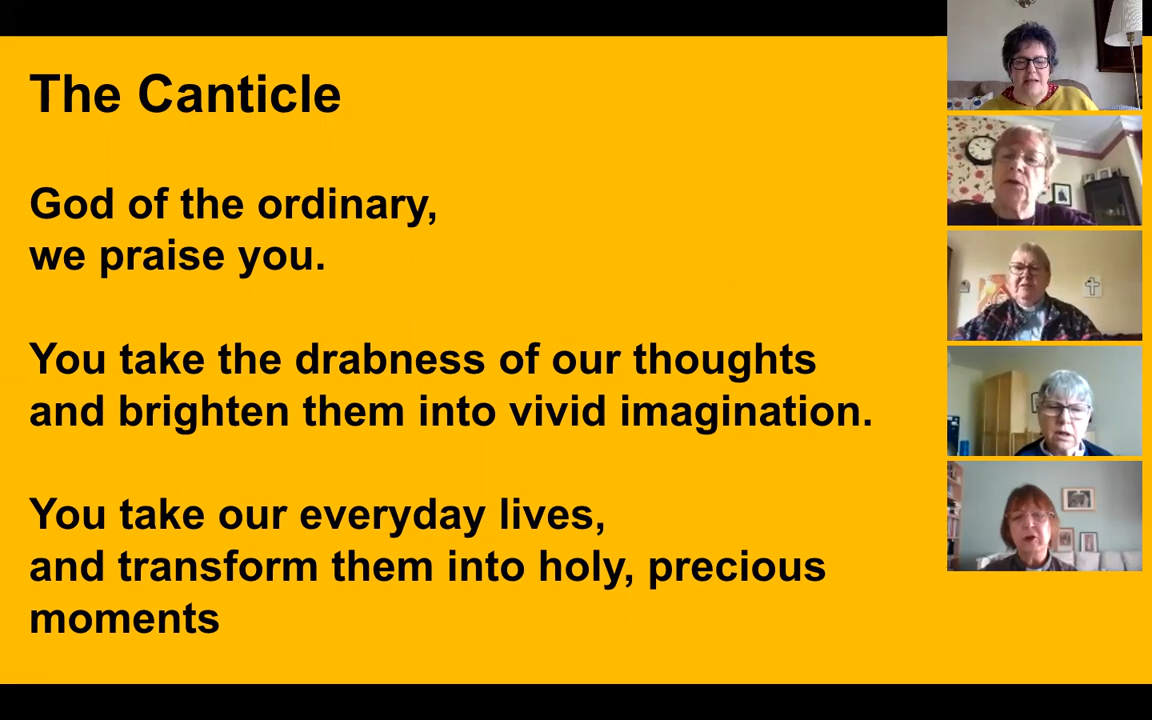 The Canticle
God of the ordinary,
we praise you.
You take the drabness of our thoughts
and brighten them into vivid imagination.
You take our everyday lives,
and transform them into holy, precious
moments